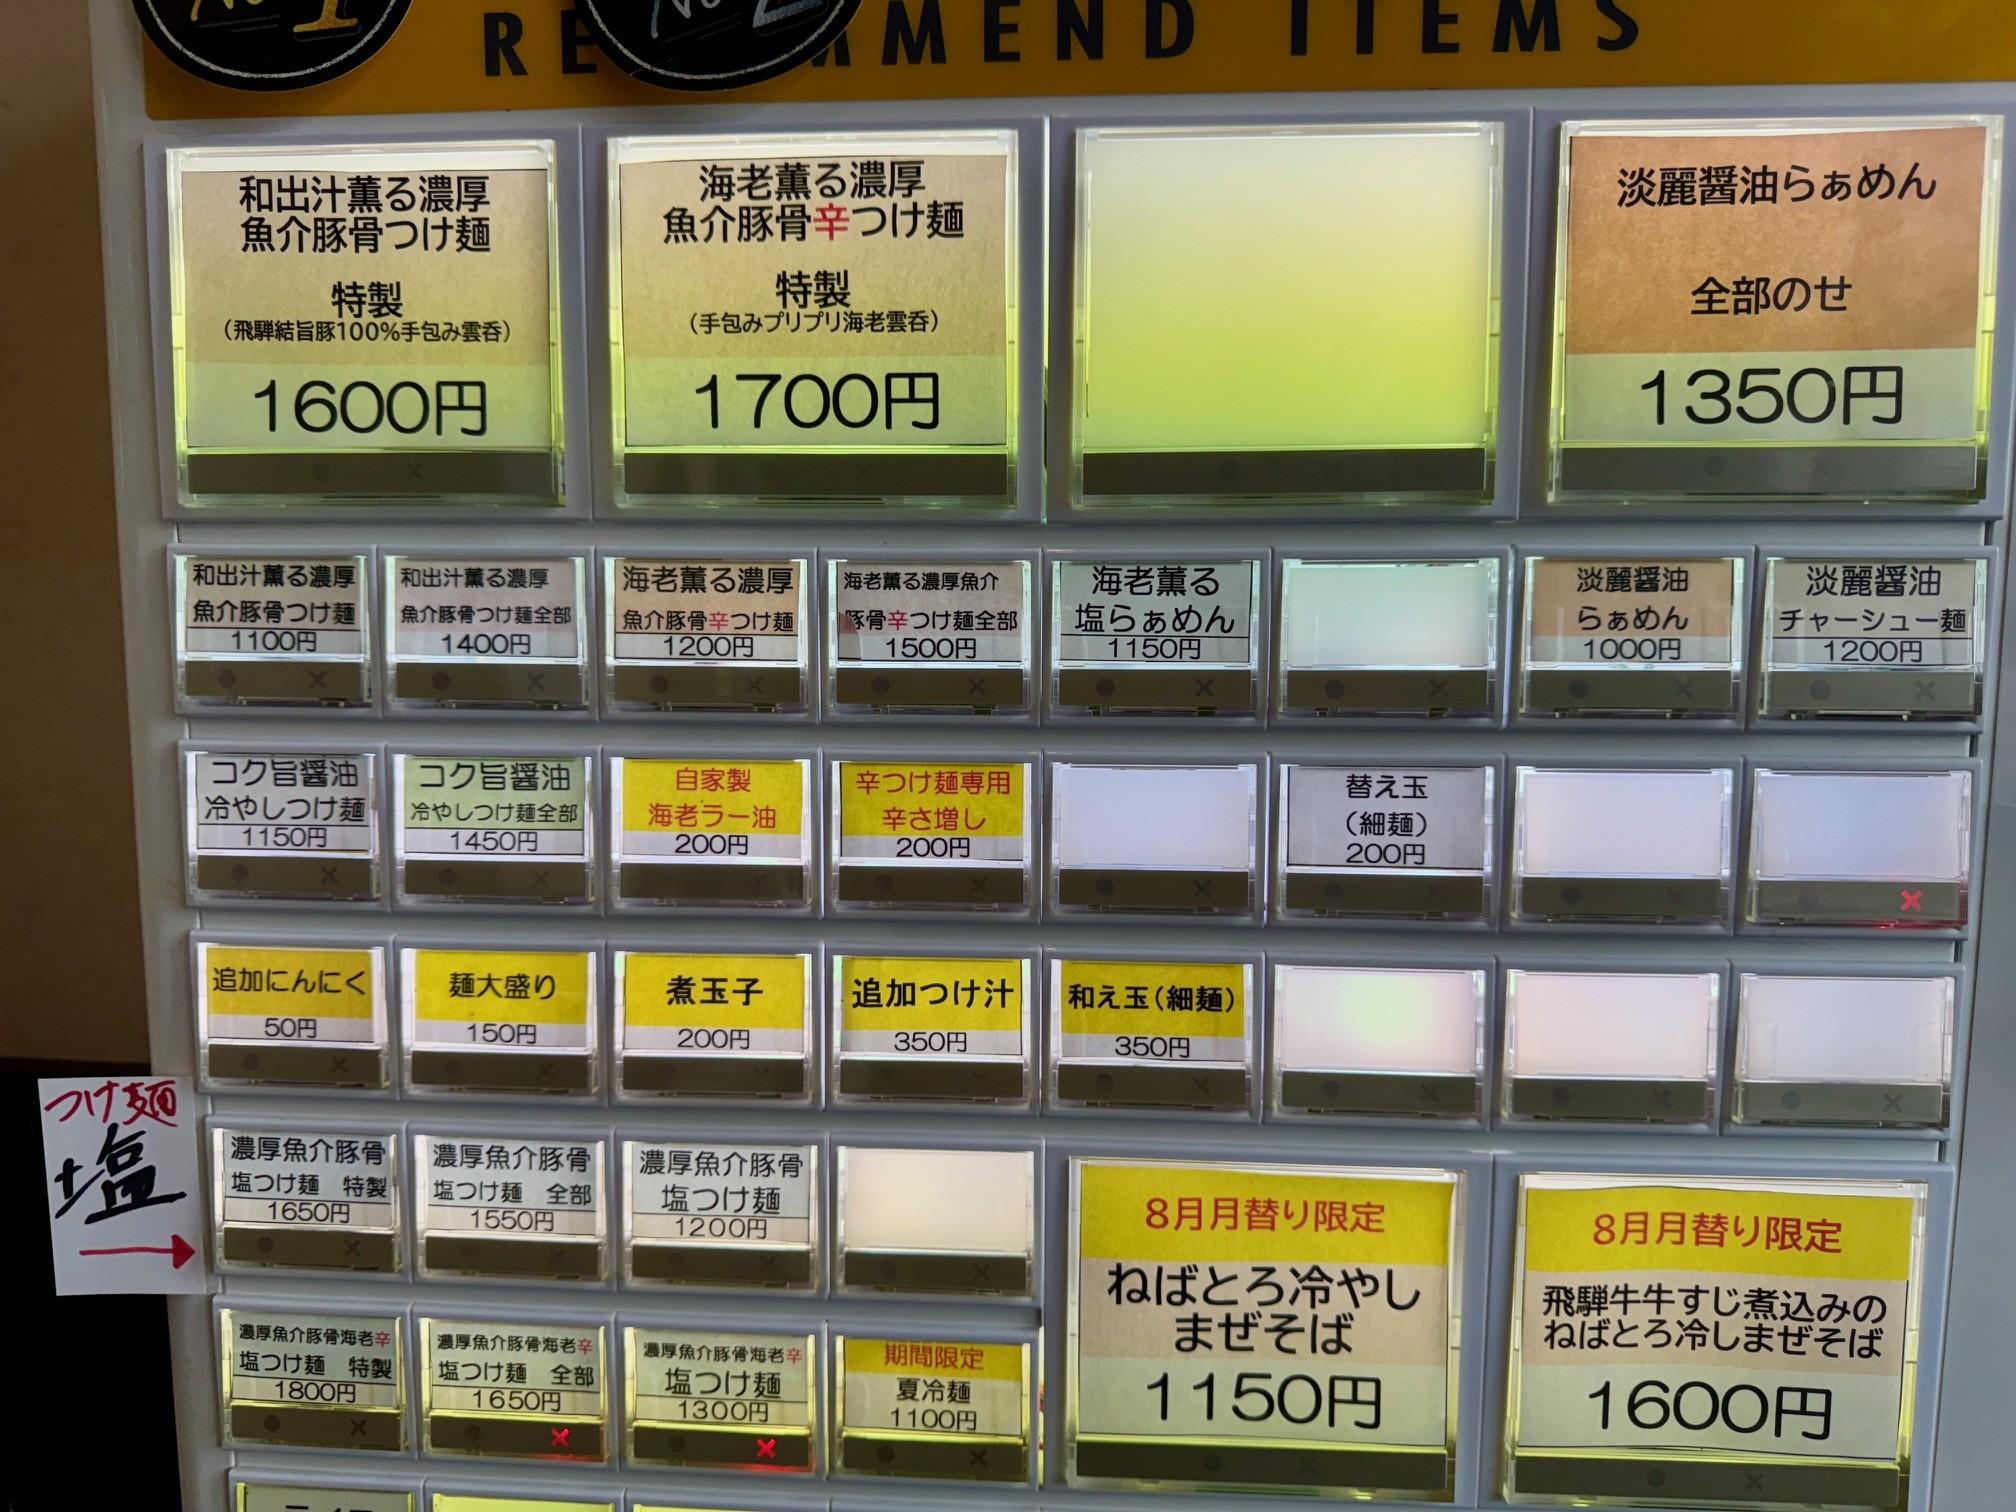 No 1
No 2
RE MMEND ITEMS
和出汁薫る濃厚
魚介豚骨つけ麺
特製
（飛騨結旨豚100%手包み雲呑）
1600円
海老薫る濃厚
魚介豚骨辛つけ麺
特製
（手包みプリプリ海老雲呑）
1700円
淡麗醤油らぁめん
全部のせ
1350円
和出汁薫る濃厚
魚介豚骨つけ麺
1100円
和出汁薫る濃厚
魚介豚骨つけ麺全部
1400円
海老薫る濃厚
魚介豚骨辛つけ麺
1200円
海老薫る濃厚魚介
豚骨辛つけ麺全部
1500円
海老薫る
塩らぁめん
1150円
淡麗醤油
らぁめん
1000円
淡麗醤油
チャーシュー麺
1200円
コク旨醤油
冷やしつけ麺
1150円
コク旨醤油
冷やしつけ麺全部
1450円
自家製
海老ラー油
200円
辛つけ麺専用
辛さ増し
200円
替え玉
（細麺）
200円
追加にんにく
50円
麺大盛り
150円
煮玉子
200円
追加つけ汁
350円
和え玉（細麺）
350円
つけ麺
塩
濃厚魚介豚骨
塩つけ麺 特製
1650円
濃厚魚介豚骨
塩つけ麺 全部
1550円
濃厚魚介豚骨
塩つけ麺
1200円
8月月替り限定
ねばとろ冷やし
まぜそば
1150円
8月月替り限定
飛騨牛牛すじ煮込みの
ねばとろ冷しまぜそば
1600円
濃厚魚介豚骨海老辛
塩つけ麺 特製
1800円
濃厚魚介豚骨海老辛
塩つけ麺 全部
1650円
濃厚魚介豚骨海老辛
塩つけ麺
1300円
期間限定
夏冷麺
1100円